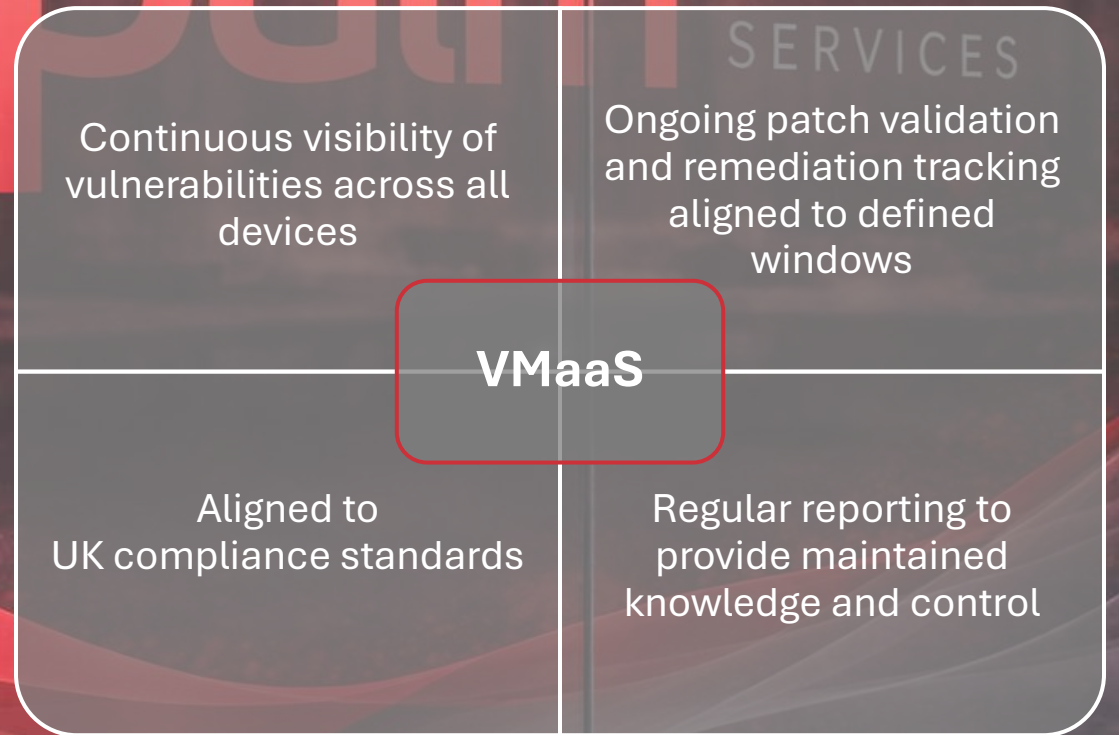 SERVICES
Continuous visibility of
vulnerabilities across all
devices
Ongoing patch validation
and remediation tracking
aligned to defined
windows
VMaaS
Aligned to
UK compliance standards
Regular reporting to
provide maintained
knowledge and control